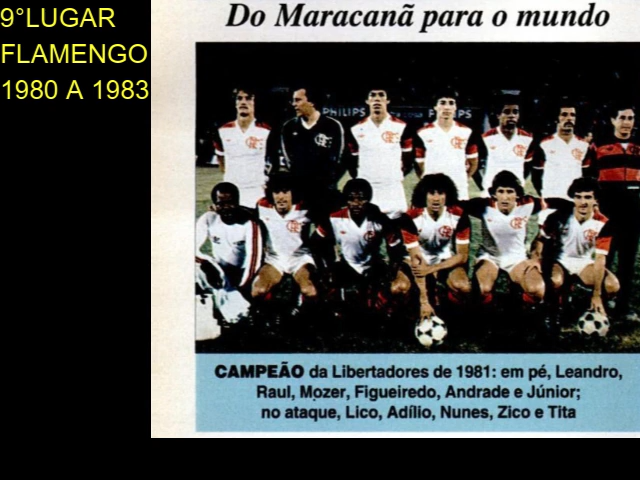 9°LUGAR
FLAMENGO
1980 A 1983
Do Maracanã para o mundo
PHILIPS
PHILIPS
CAMPEÃO da Libertadores de 1981: em pé, Leandro,
Raul, Mozer, Figueiredo, Andrade e Júnior;
no ataque, Lico, Adílio, Nunes, Zico e Tita